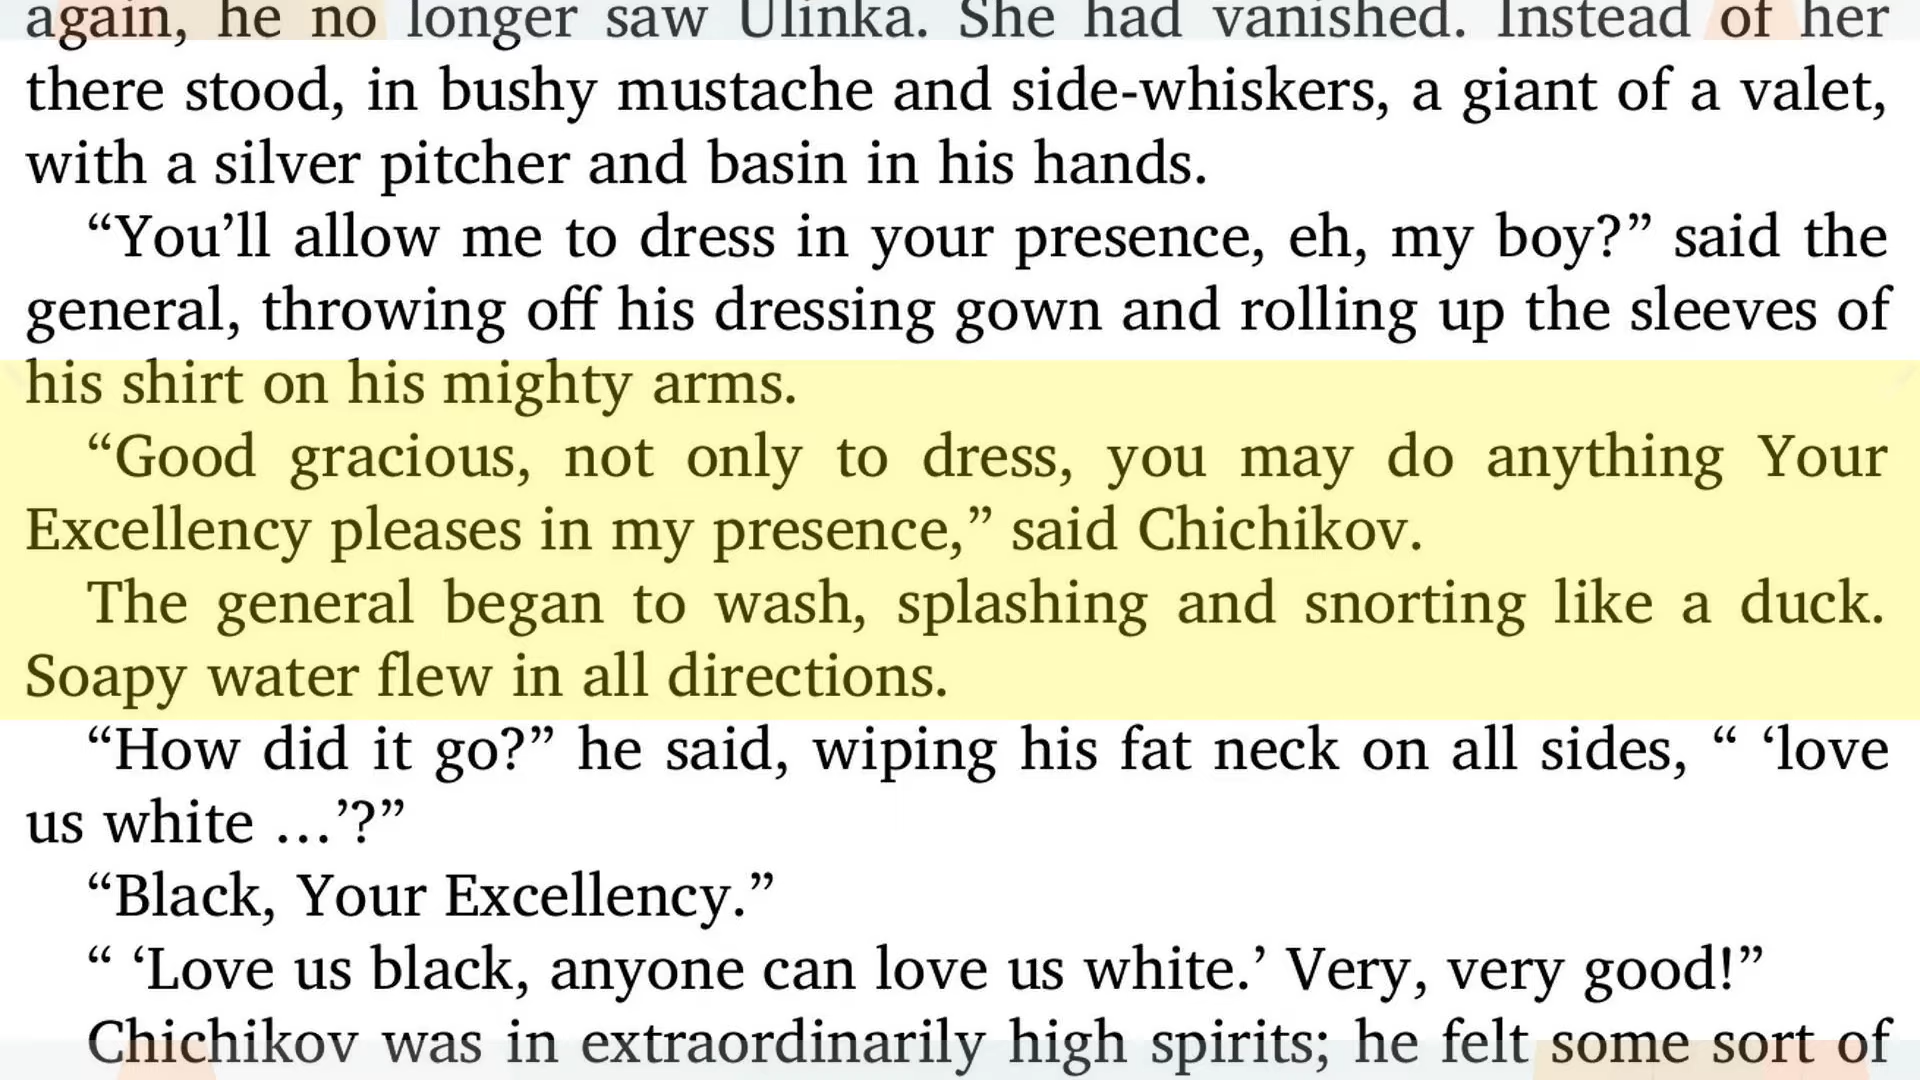 again, he no longer saw Ulinka. She had vanished. Instead of her
there stood, in bushy mustache and side-whiskers, a giant of a valet,
with a silver pitcher and basin in his hands.
“You’ll allow me to dress in your presence, eh, my boy?” said the
general, throwing off his dressing gown and rolling up the sleeves of
his shirt on his mighty arms.
“Good gracious, not only to dress, you may do anything Your
Excellency pleases in my presence,” said Chichikov.
The general began to wash, splashing and snorting like a duck.
Soapy water flew in all directions.
“How did it go?” he said, wiping his fat neck on all sides, “ ‘love
us white …’?”
“Black, Your Excellency.”
“ ‘Love us black, anyone can love us white.’ Very, very good!”
Chichikov was in extraordinarily high spirits; he felt some sort of